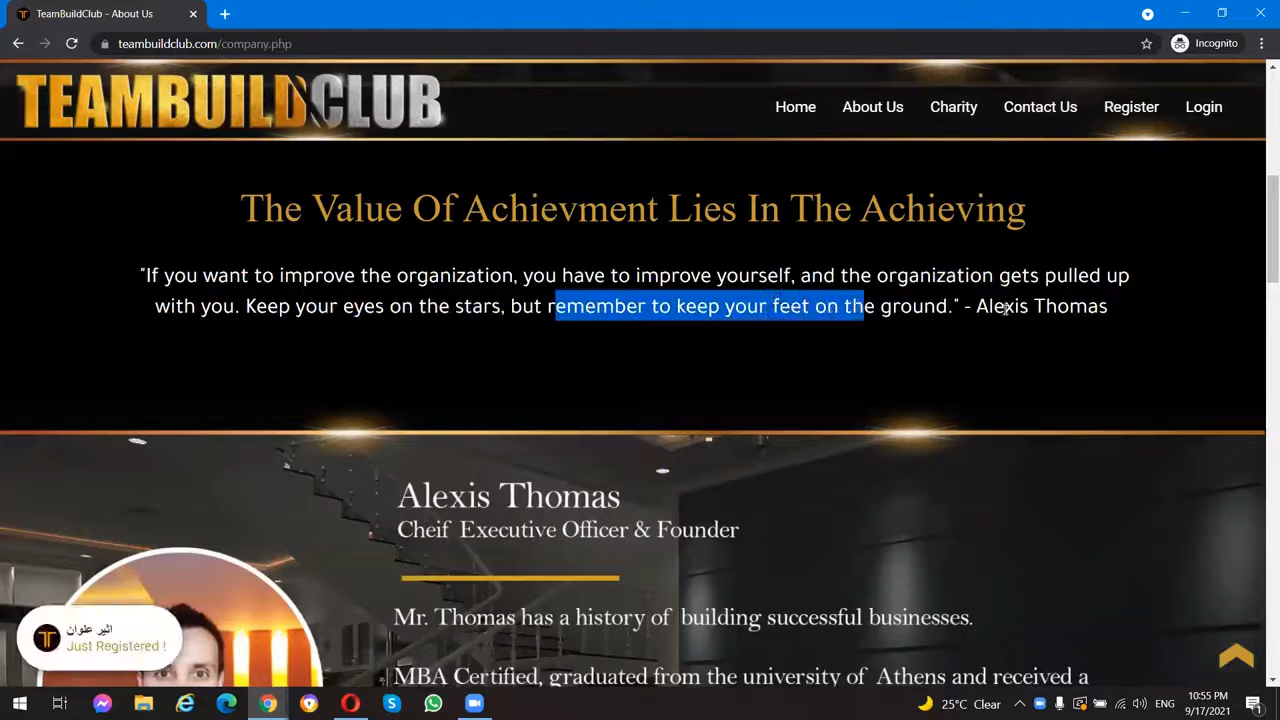 TeamBuildClub - About Us
teambuildclub.com/company.php
Incognito
TEAMBUILDCLUB
Home About Us Charity Contact Us Register Login
The Value Of Achievment Lies In The Achieving
"If you want to improve the organization, you have to improve yourself, and the organization gets pulled up
with you. Keep your eyes on the stars, but remember to keep your feet on the ground." - Alexis Thomas
Alexis Thomas
Cheif Executive Officer & Founder
Mr. Thomas has a history of building successful businesses.
MBA Certified, graduated from the university of Athens and received a
اثير علوان
Just Registered !
25°C Clear
ENG
10:55 PM
9/17/2021